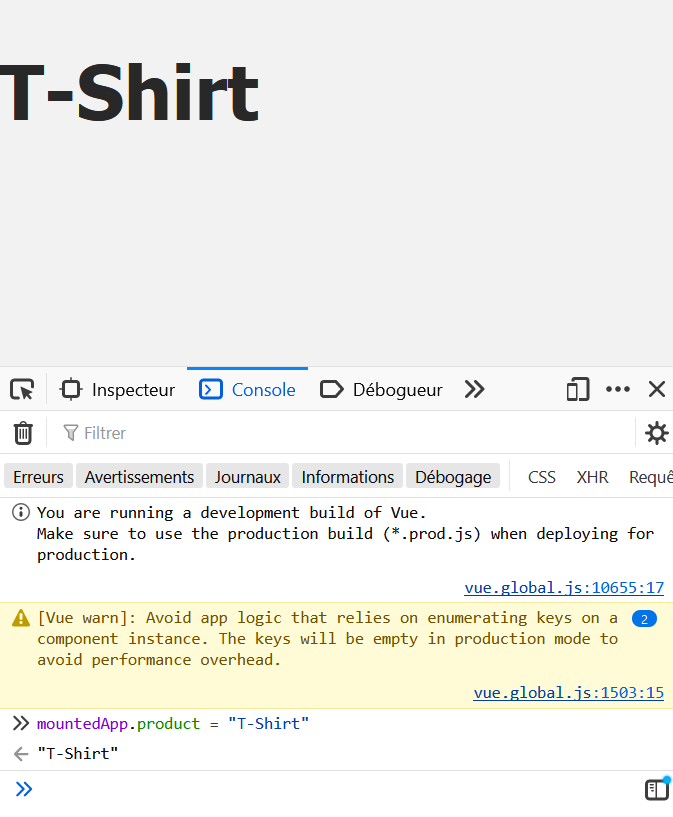 T-Shirt
Inspecteur Console Débogueur
Filtrer
Erreurs Avertissements Journaux Informations Débogage CSS XHR Requê
You are running a development build of Vue.
Make sure to use the production build (*.prod.js) when deploying for
production.
vue.global.js:10655:17
[Vue warn]: Avoid app logic that relies on enumerating keys on a 2
component instance. The keys will be empty in production mode to
avoid performance overhead.
vue.global.js:1503:15
mountedApp.product = "T-Shirt"
"T-Shirt"